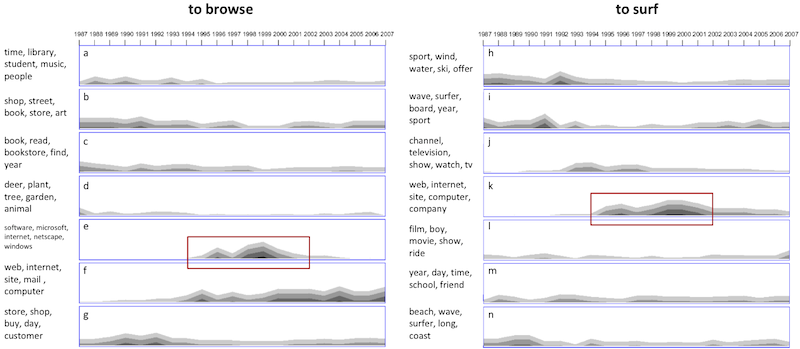 to browse
1987 1988 1989 1990 1991 1992 1993 1994 1995 1996 1997 1998 1999 2000 2001 2002 2003 2004 2005 2006 2007
time, library,
student, music,
people
a
shop, street,
book, store, art
b
book, read,
bookstore, find,
year
c
deer, plant,
tree, garden,
animal
d
software, microsoft,
internet, netscape,
windows
e
web, internet,
site, mail ,
computer
f
store, shop,
buy, day,
customer
g
to surf
1987 1988 1989 1990 1991 1992 1993 1994 1995 1996 1997 1998 1999 2000 2001 2002 2003 2004 2005 2006 2007
sport, wind,
water, ski, offer
h
wave, surfer,
board, year,
sport
i
channel,
television,
show, watch, tv
j
web, internet,
site, computer,
company
k
film, boy,
movie, show,
ride
l
year, day, time,
school, friend
m
beach, wave,
surfer, long,
coast
n